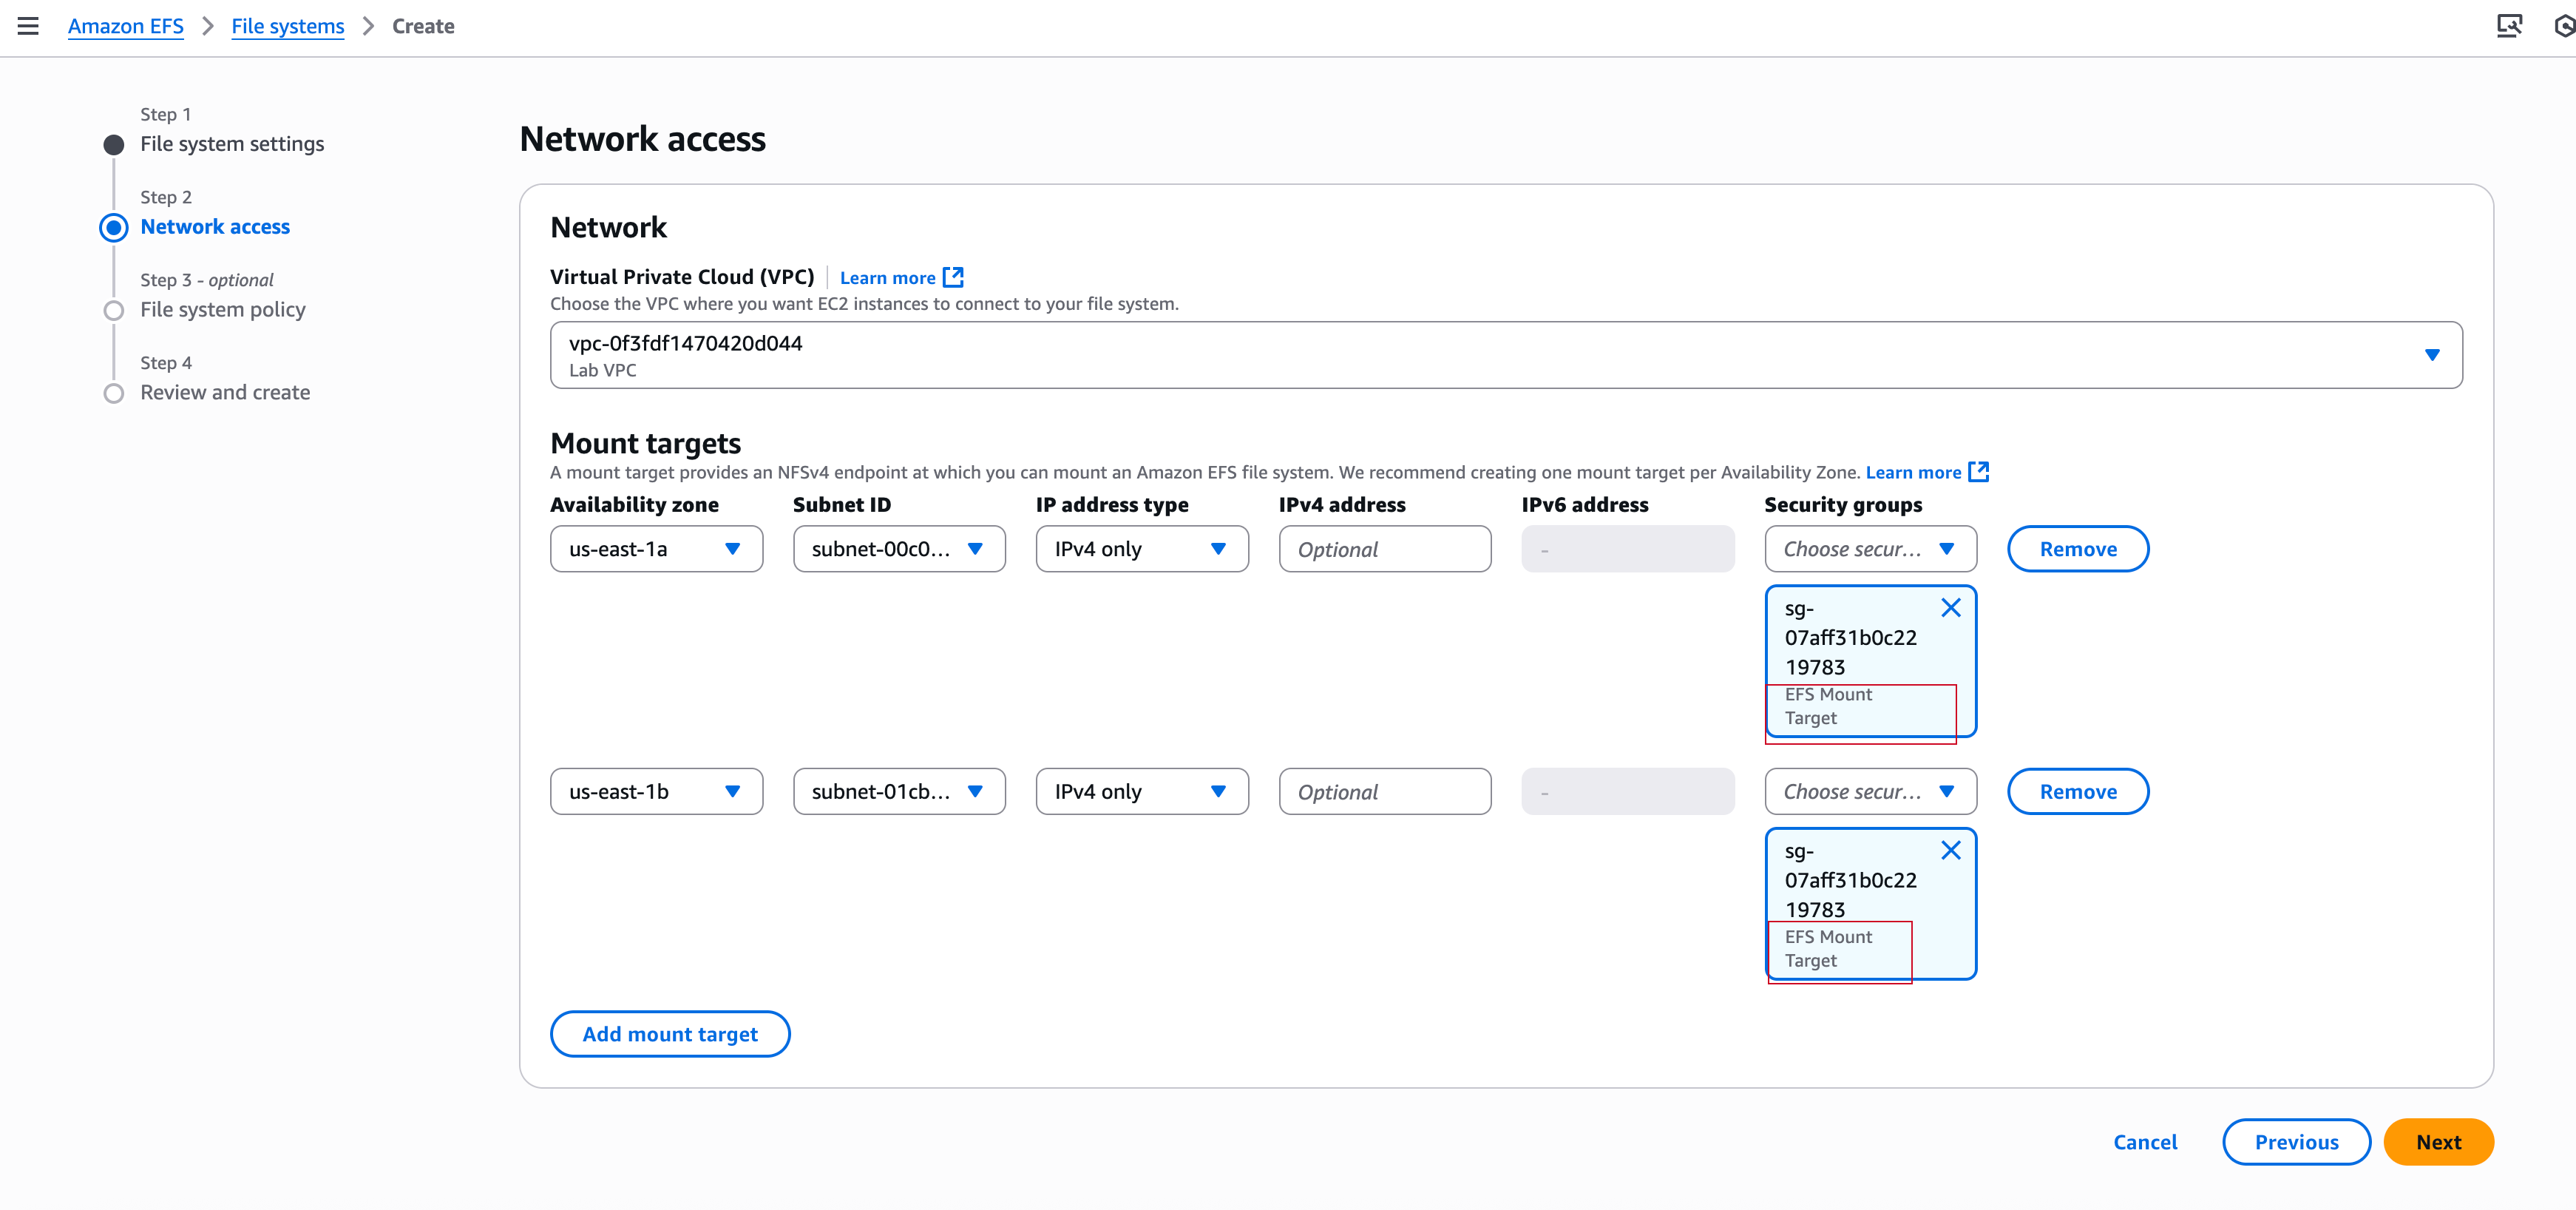 Amazon EFS > File systems > Create
Step 1
File system settings
Step 2
Network access
Step 3 - optional
File system policy
Step 4
Review and create
Network access
Network
Virtual Private Cloud (VPC) | Learn more
Choose the VPC where you want EC2 instances to connect to your file system.
vpc-0f3fdf1470420d044
Lab VPC
Mount targets
A mount target provides an NFSv4 endpoint at which you can mount an Amazon EFS file system. We recommend creating one mount target per Availability Zone. Learn more
Availability zone Subnet ID IP address type IPv4 address IPv6 address Security groups
us-east-1a subnet-00c0... IPv4 only Optional - Choose secur... Remove
sg-
07aff31b0c22
19783
EFS Mount
Target
us-east-1b subnet-01cb... IPv4 only Optional - Choose secur... Remove
sg-
07aff31b0c22
19783
EFS Mount
Target
Add mount target
Cancel Previous Next